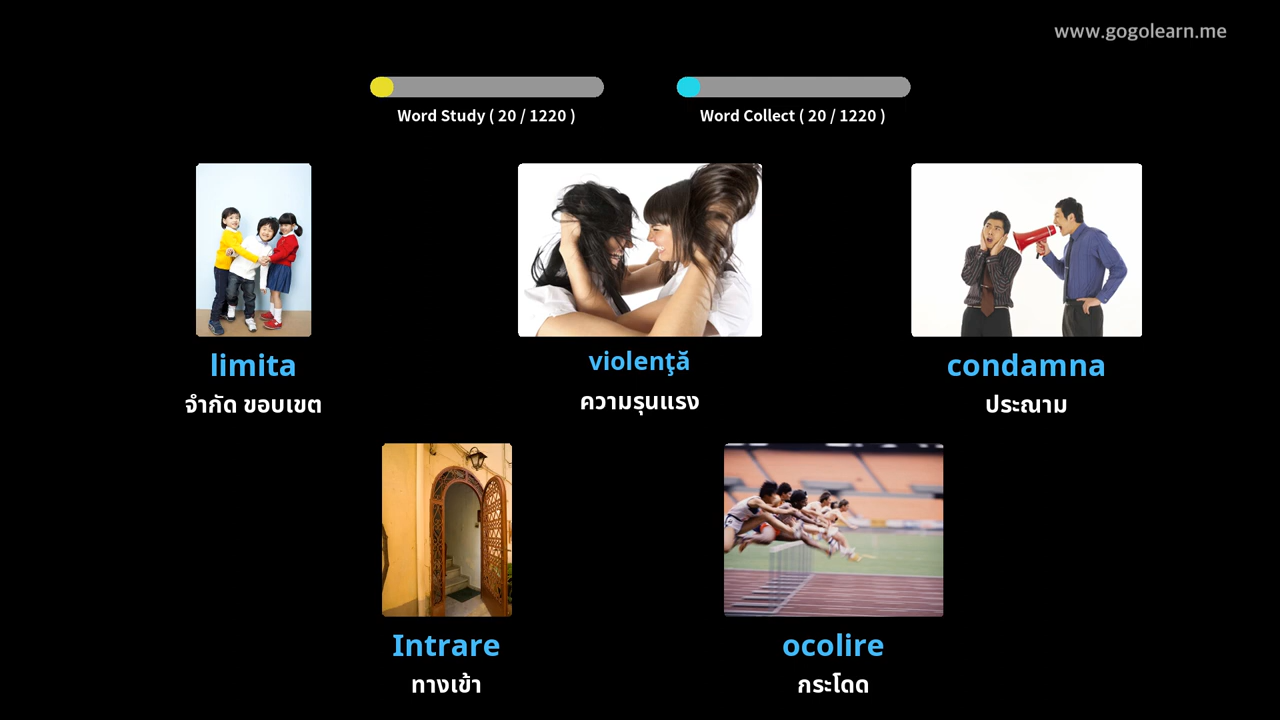 www.gogolearn.me
Word Study ( 20 / 1220 )
Word Collect ( 20 / 1220 )
limita
จำกัด ขอบเขต
violenţă
ความรุนแรง
condamna
ประณาม
Intrare
ทางเข้า
ocolire
กระโดด